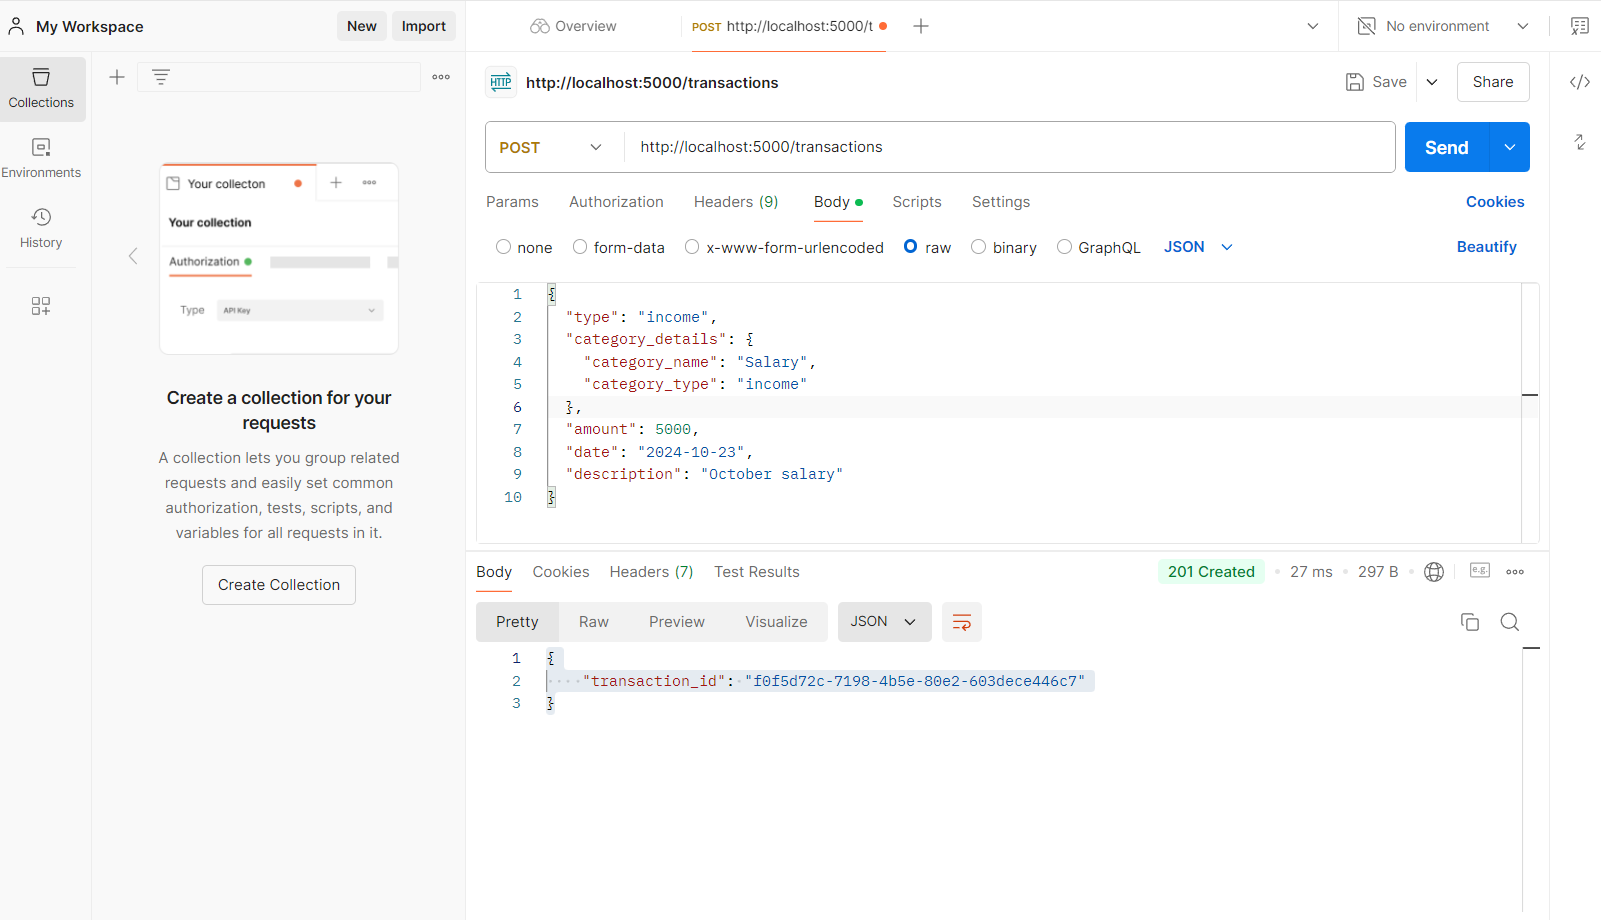 My Workspace
New
Import
Overview
POST http://localhost:5000/t
No environment
Collections
Environments
History
Your collecton
Your collection
Authorization
Type
API Key
Create a collection for your
requests
A collection lets you group related
requests and easily set common
authorization, tests, scripts, and
variables for all requests in it.
Create Collection
HTTP
http://localhost:5000/transactions
Save
Share
</>
POST
http://localhost:5000/transactions
Send
Params
Authorization
Headers (9)
Body
Scripts
Settings
Cookies
none
form-data
x-www-form-urlencoded
raw
binary
GraphQL
JSON
Beautify
1 {
2 "type": "income",
3 "category_details": {
4 "category_name": "Salary",
5 "category_type": "income"
6 },
7 "amount": 5000,
8 "date": "2024-10-23",
9 "description": "October salary"
10 }
Body
Cookies
Headers (7)
Test Results
201 Created
27 ms
297 B
e.g.
Pretty
Raw
Preview
Visualize
JSON
1 {
2 "transaction_id": "f0f5d72c-7198-4b5e-80e2-603dece446c7"
3 }